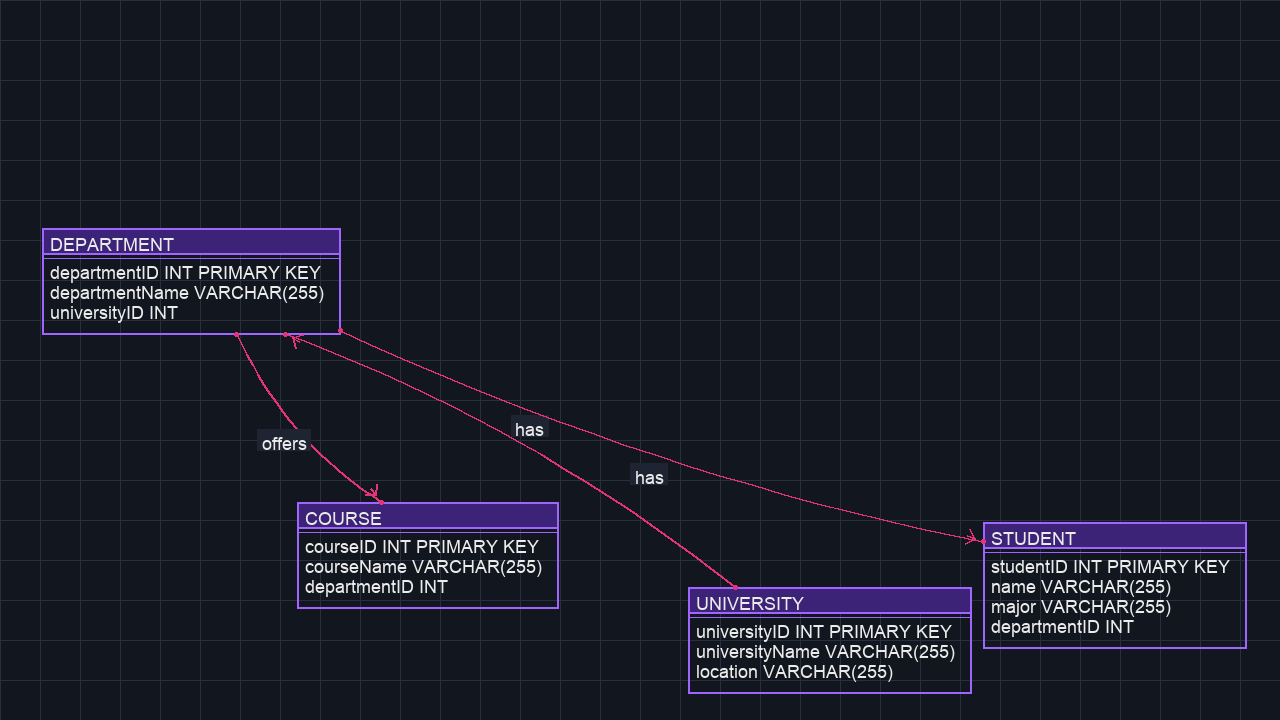 DEPARTMENT
departmentID INT PRIMARY KEY
departmentName VARCHAR(255)
universityID INT
has
offers
has
COURSE
courseID INT PRIMARY KEY
courseName VARCHAR(255)
departmentID INT
STUDENT
studentID INT PRIMARY KEY
name VARCHAR(255)
major VARCHAR(255)
departmentID INT
UNIVERSITY
universityID INT PRIMARY KEY
universityName VARCHAR(255)
location VARCHAR(255)